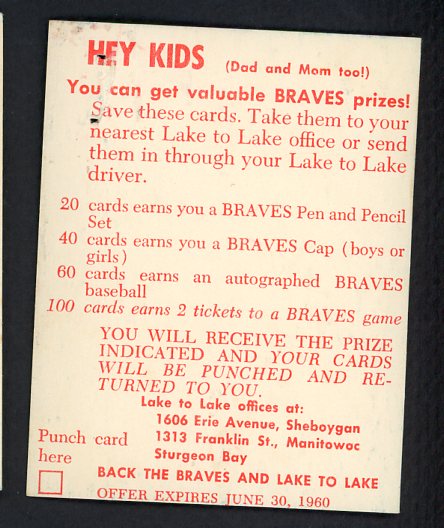 HEY KIDS (Dad and Mom too!)
You can get valuable BRAVES prizes!
Save these cards. Take them to your
nearest Lake to Lake office or send
them in through your Lake to Lake
driver.
20 cards earns you a BRAVES Pen and Pencil
Set
40 cards earns you a BRAVES Cap (boys or
girls)
60 cards earns an autographed BRAVES
baseball
100 cards earns 2 tickets to a BRAVES game
YOU WILL RECEIVE THE PRIZE
INDICATED AND YOUR CARDS
WILL BE PUNCHED AND RE-
TURNED TO YOU.
Lake to Lake offices at:
1606 Erie Avenue, Sheboygan
1313 Franklin St., Manitowac
Sturgeon Bay
Punch card
here
BACK THE BRAVES AND LAKE TO LAKE
OFFER EXPIRES JUNE 30, 1960